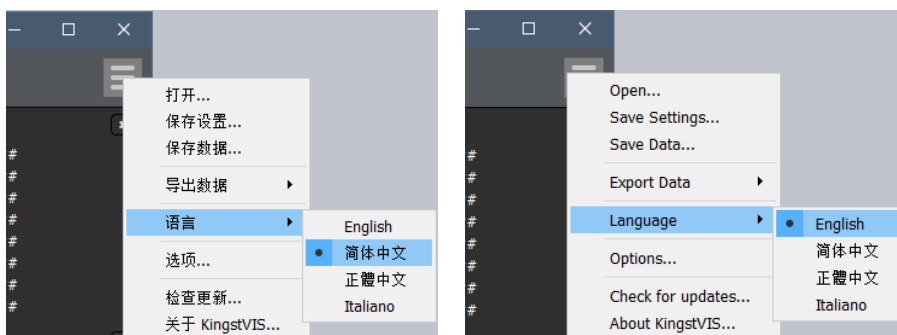 打开...
保存设置...
保存数据...
#
#
#
#
#
#
#
#
导出数据
语言
选项...
检查更新...
关于 KingstVIS...
English
简体中文
正體中文
Italiano
Open...
Save Settings...
Save Data...
#
#
#
#
#
#
#
#
Export Data
Language
Options...
Check for updates...
About KingstVIS...
English
简体中文
正體中文
Italiano